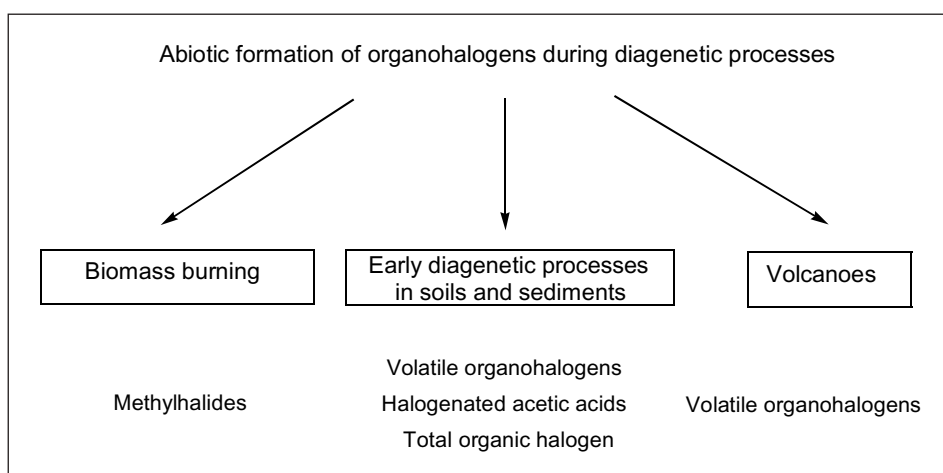 Abiotic formation of organohalogens during diagenetic processes
Biomass burning
Early diagenetic processes
in soils and sediments
Volcanoes
Methylhalides
Volatile organohalogens
Halogenated acetic acids
Total organic halogen
Volatile organohalogens